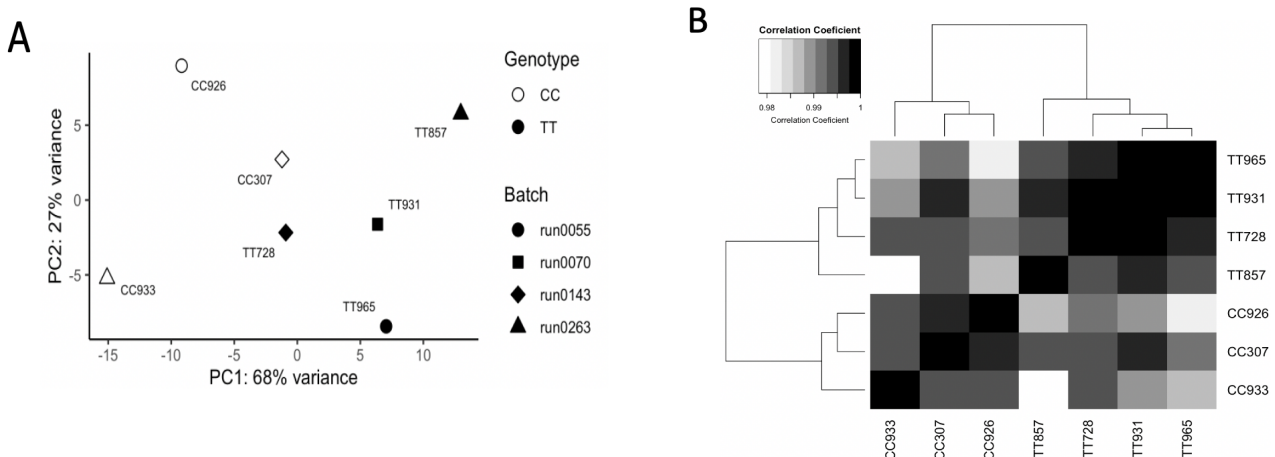 A
PC2: 27% variance
5
0
-5
-15
-10
-5
0
5
10
PC1: 68% variance
CC926
TT857
CC307
TT931
TT728
CC933
TT965
Genotype
CC
TT
Batch
run0055
run0070
run0143
run0263
B
Correlation Coeficient
0.98
0.99
1
Correlation Coeficient
TT965
TT931
TT728
TT857
CC926
CC307
CC933
CC933
CC307
CC926
TT857
TT728
TT931
TT965